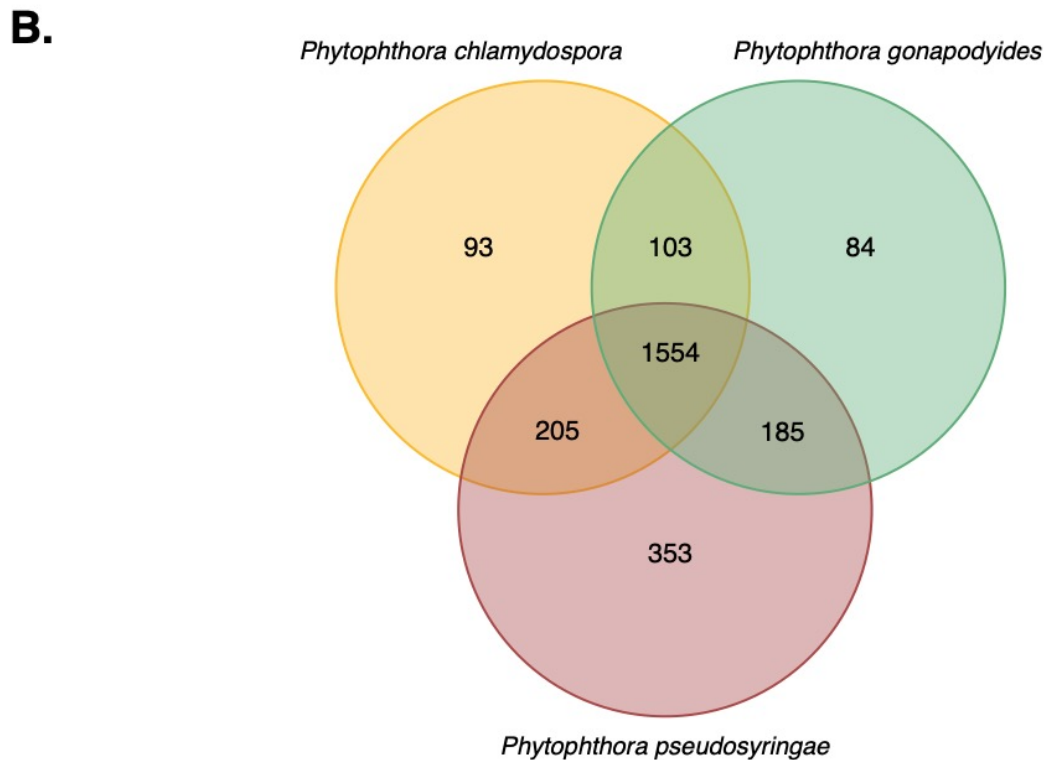 B.
Phytophthora chlamydospora
Phytophthora gonapodyides
93
103
84
1554
205
185
353
Phytophthora pseudosyringae